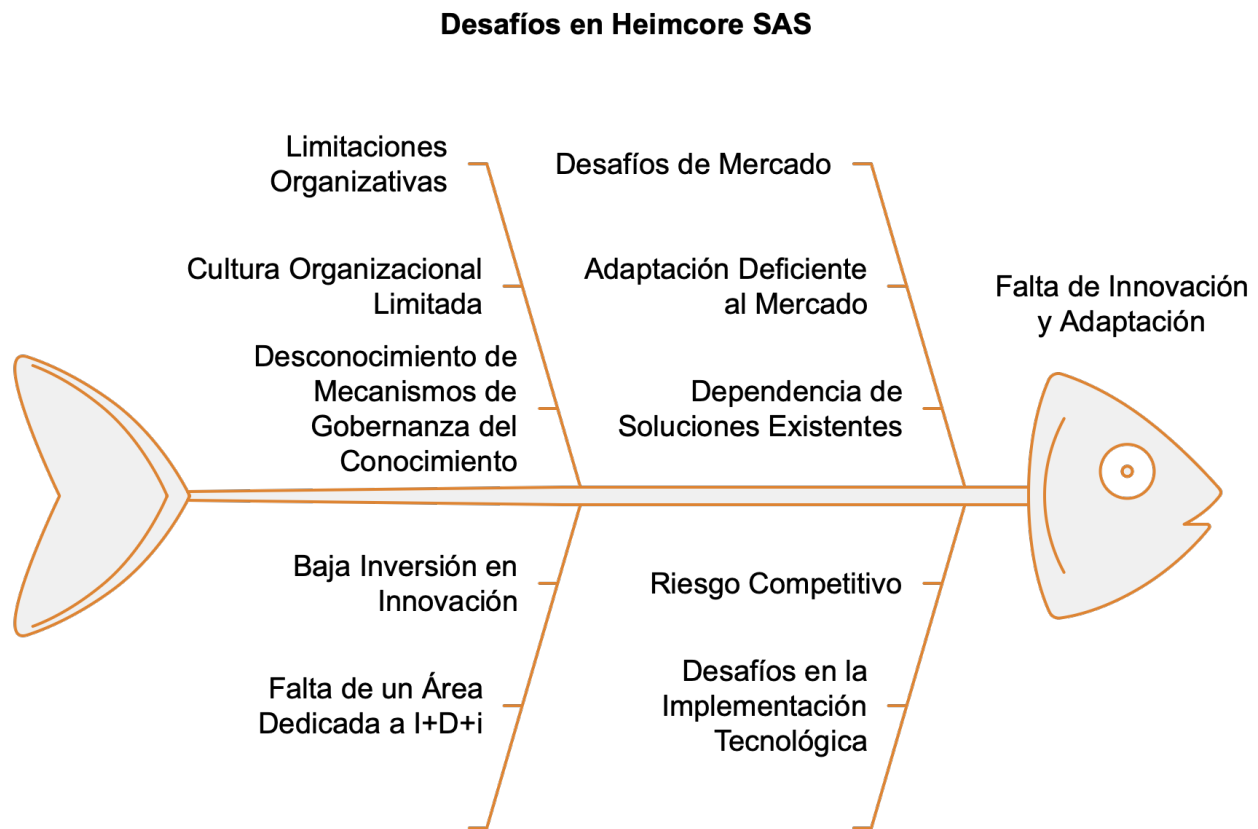 Desafíos en Heimcore SAS
Limitaciones
Organizativas
Cultura Organizacional
Limitada
Desconocimiento de
Mecanismos de
Gobernanza del
Conocimiento
Desafíos de Mercado
Adaptación Deficiente
al Mercado
Dependencia de
Soluciones Existentes
Falta de Innovación
y Adaptación
Baja Inversión en
Innovación
Falta de un Área
Dedicada a I+D+i
Riesgo Competitivo
Desafíos en la
Implementación
Tecnológica